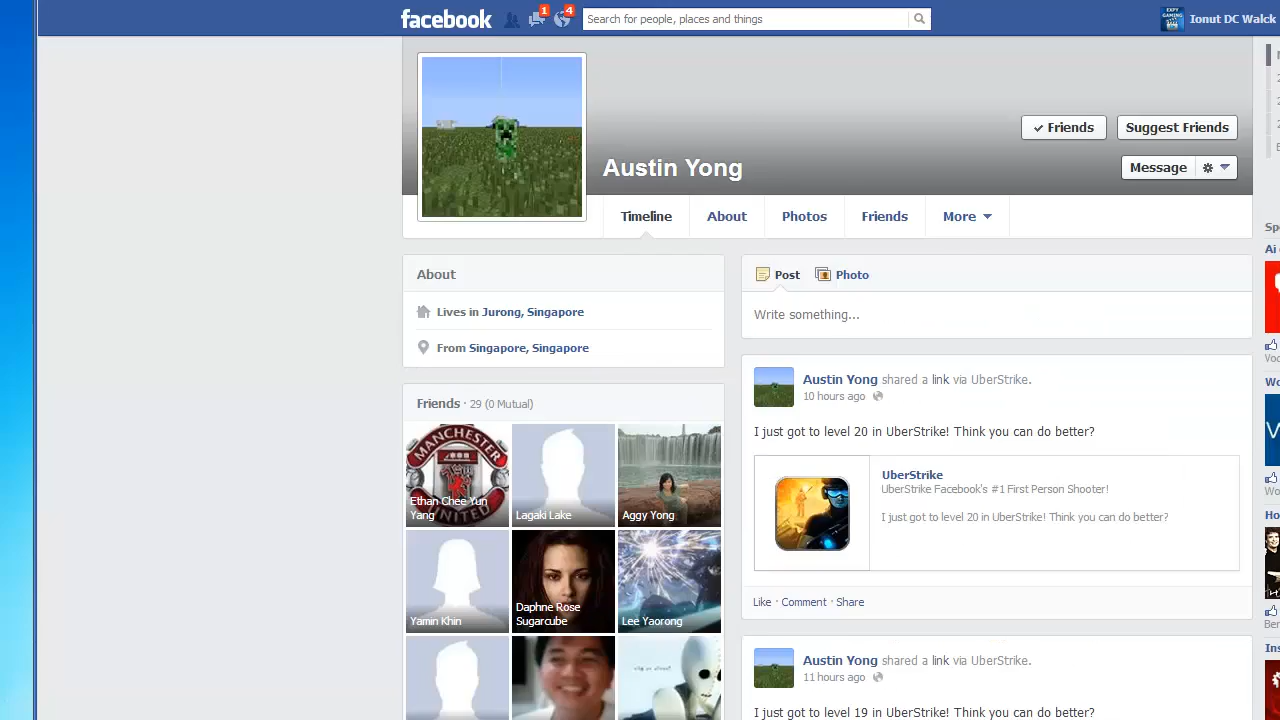 facebook
1
4
Search for people, places and things
EXPY
GAMING
Ionut DC Walck
Austin Yong
Friends
Suggest Friends
Message
Timeline
About
Photos
Friends
More
About
Lives in Jurong, Singapore
From Singapore, Singapore
Friends · 29 (0 Mutual)
MANCHESTER
UNITED
Ethan Chee Yun
Yang
Lagaki Lake
Aggy Yong
Yamin Khin
Daphne Rose
Sugarcube
Lee Yaorong
Post
Photo
Write something...
Austin Yong shared a link via UberStrike.
10 hours ago
I just got to level 20 in UberStrike! Think you can do better?
UberStrike
UberStrike Facebook's #1 First Person Shooter!
I just got to level 20 in UberStrike! Think you can do better?
Like · Comment · Share
Austin Yong shared a link via UberStrike.
11 hours ago
I just got to level 19 in UberStrike! Think you can do better?